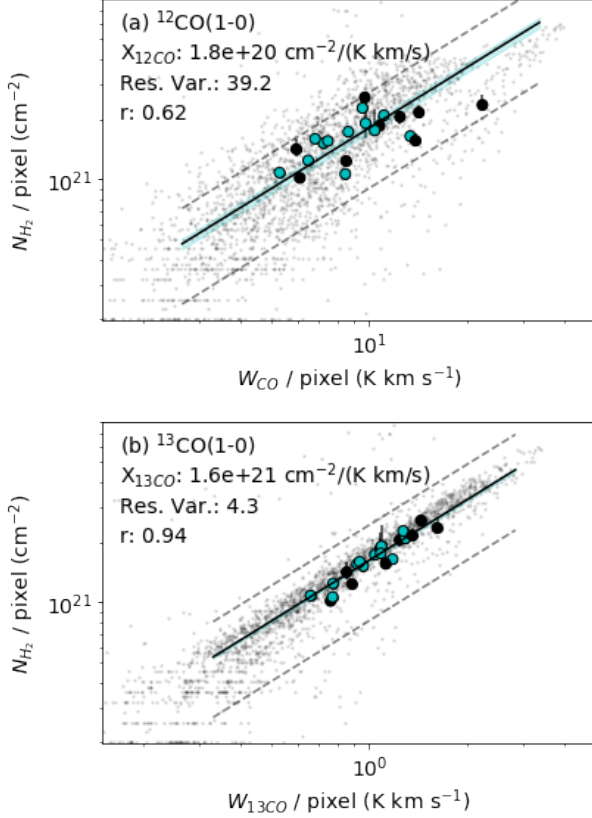 (a) ¹²CO(1-0)
X₁₂CO: 1.8e+20 cm⁻²/(K km/s)
Res. Var.: 39.2
r: 0.62
10²¹
N_H₂ / pixel (cm⁻²)
10¹
W_CO / pixel (K km s⁻¹)
(b) ¹³CO(1-0)
X₁₃CO: 1.6e+21 cm⁻²/(K km/s)
Res. Var.: 4.3
r: 0.94
10²¹
N_H₂ / pixel (cm⁻²)
10⁰
W_13CO / pixel (K km s⁻¹)